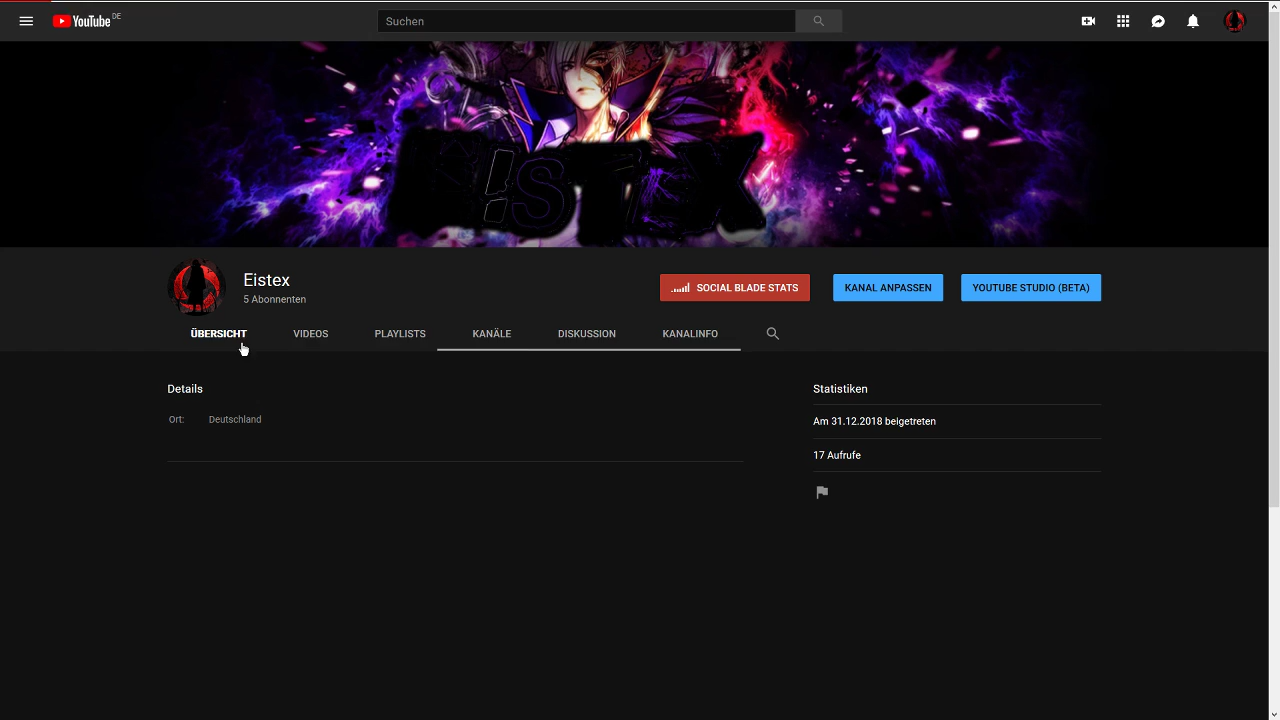 YouTube DE
Suchen
EISTEX
Eistex
5 Abonnenten
SOCIAL BLADE STATS
KANAL ANPASSEN
YOUTUBE STUDIO (BETA)
ÜBERSICHT
VIDEOS
PLAYLISTS
KANÄLE
DISKUSSION
KANALINFO
Details
Ort: Deutschland
Statistiken
Am 31.12.2018 beigetreten
17 Aufrufe